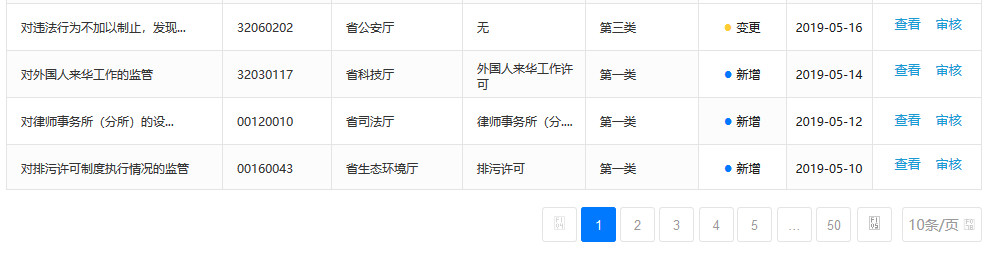 对违法行为不加以制止，发现... 32060202 省公安厅 无 第三类 变更 2019-05-16 查看 审核
对外国人来华工作的监管 32030117 省科技厅 外国人来华工作许可 第一类 新增 2019-05-14 查看 审核
对律师事务所（分所）的设... 00120010 省司法厅 律师事务所（分.... 第一类 新增 2019-05-12 查看 审核
对排污许可制度执行情况的监管 00160043 省生态环境厅 排污许可 第一类 新增 2019-05-10 查看 审核
1 2 3 4 5 ... 50 10条/页